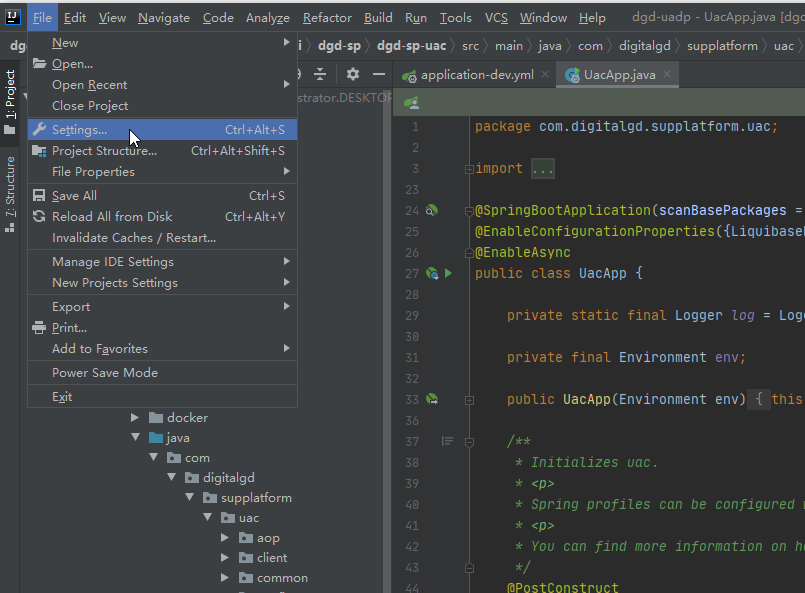 File Edit View Navigate Code Analyze Refactor Build Run Tools VCS Window Help dgd-uadp - UacApp.java [dgd
dg dgd-sp dgd-sp-uac src main java com digitalgd supplatform uac
New
Open...
Open Recent
Close Project
Settings... Ctrl+Alt+S
Project Structure... Ctrl+Alt+Shift+S
File Properties
Save All Ctrl+S
Reload All from Disk Ctrl+Alt+Y
Invalidate Caches / Restart...
Manage IDE Settings
New Projects Settings
Export
Print...
Add to Favorites
Power Save Mode
Exit
1: Project
7: Structure
strator.DESKTOP
docker
java
com
digitalgd
supplatform
uac
aop
client
common
application-dev.yml UacApp.java
1 package com.digitalgd.supplatform.uac;
2
3 import ...
23
24 @SpringBootApplication(scanBasePackages =
25 @EnableConfigurationProperties({Liquibase
26 @EnableAsync
27 public class UacApp {
28
29 private static final Logger log = Logg
30
31 private final Environment env;
32
33 public UacApp(Environment env) { this
36
37 /**
38 * Initializes uac.
39 * <p>
40 * Spring profiles can be configured
41 * <p>
42 * You can find more information on h
43 */
44 @PostConstruct